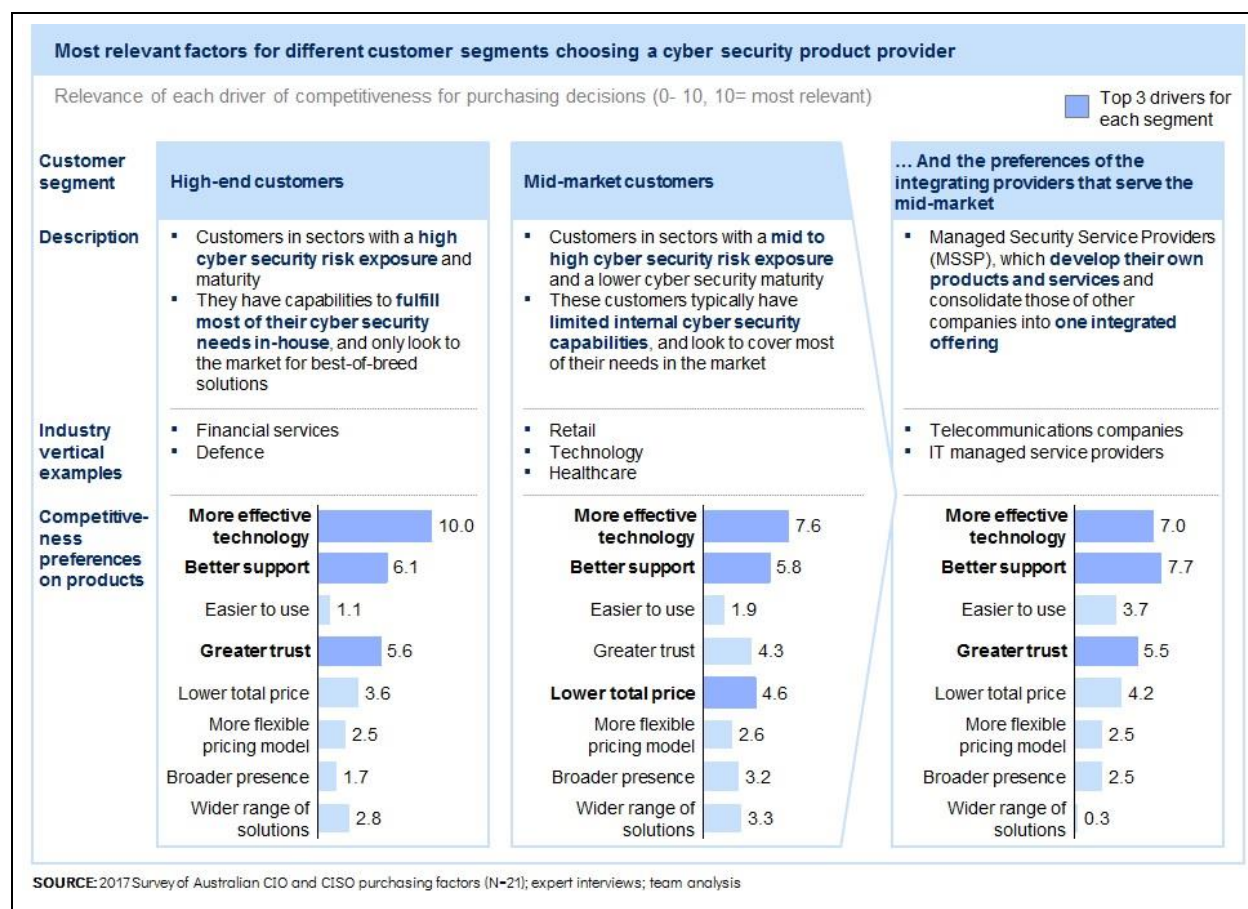 Most relevant factors for different customer segments choosing a cyber security product provider
Relevance of each driver of competitiveness for purchasing decisions (0- 10, 10= most relevant)
Top 3 drivers for
each segment
Customer
segment
High-end customers
Mid-market customers
... And the preferences of the
integrating providers that serve the
mid-market
Description
▪ Customers in sectors with a high
cyber security risk exposure and
maturity
▪ They have capabilities to fulfill
most of their cyber security
needs in-house, and only look to
the market for best-of-breed
solutions
▪ Customers in sectors with a mid to
high cyber security risk exposure
and a lower cyber security maturity
▪ These customers typically have
limited internal cyber security
capabilities, and look to cover most
of their needs in the market
▪ Managed Security Service Providers
(MSSP), which develop their own
products and services and
consolidate those of other
companies into one integrated
offering
Industry
vertical
examples
▪ Financial services
▪ Defence
▪ Retail
▪ Technology
▪ Healthcare
▪ Telecommunications companies
▪ IT managed service providers
Competitive-
ness
preferences
on products
More effective
technology 10.0
Better support 6.1
Easier to use 1.1
Greater trust 5.6
Lower total price 3.6
More flexible
pricing model 2.5
Broader presence 1.7
Wider range of
solutions 2.8
More effective
technology 7.6
Better support 5.8
Easier to use 1.9
Greater trust 4.3
Lower total price 4.6
More flexible
pricing model 2.6
Broader presence 3.2
Wider range of
solutions 3.3
More effective
technology 7.0
Better support 7.7
Easier to use 3.7
Greater trust 5.5
Lower total price 4.2
More flexible
pricing model 2.5
Broader presence 2.5
Wider range of
solutions 0.3
SOURCE: 2017 Survey of Australian CIO and CISO purchasing factors (N=21); expert interviews; team analysis